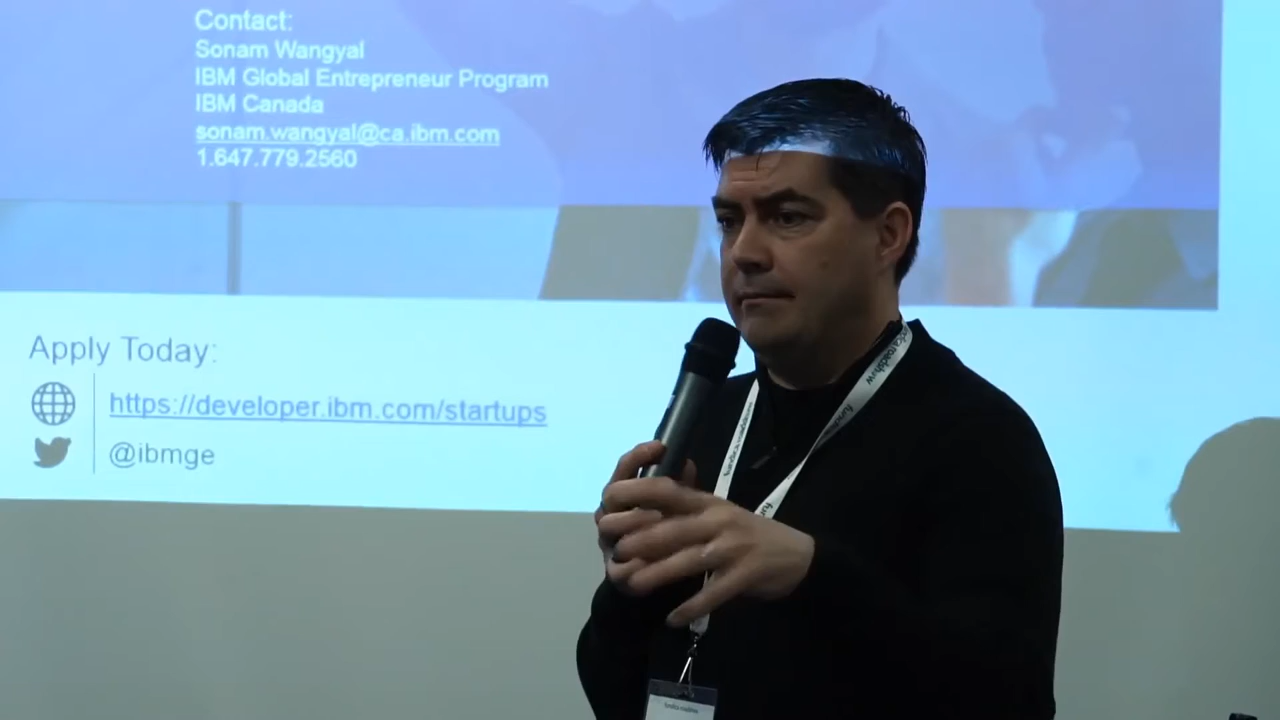 Contact:
Sonam Wangyal
IBM Global Entrepreneur Program
IBM Canada
sonam.wangyal@ca.ibm.com
1.647.779.2560
Apply Today:
https://developer.ibm.com/startups
@ibmge
roadshow